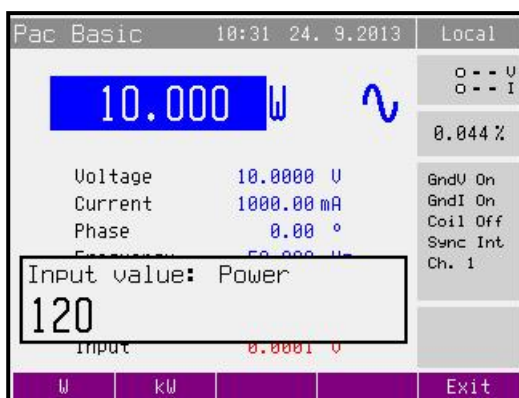 Pac Basic 10:31 24. 9.2013 Local
o-- V
o-- I
10.000 W
0.044 %
Voltage 10.0000 V
Current 1000.00 mA
Phase 0.00 °
GndV On
GndI On
Coil Off
Sync Int
Ch. 1
Input value: Power
120
Input 0.0001 V
W kW Exit